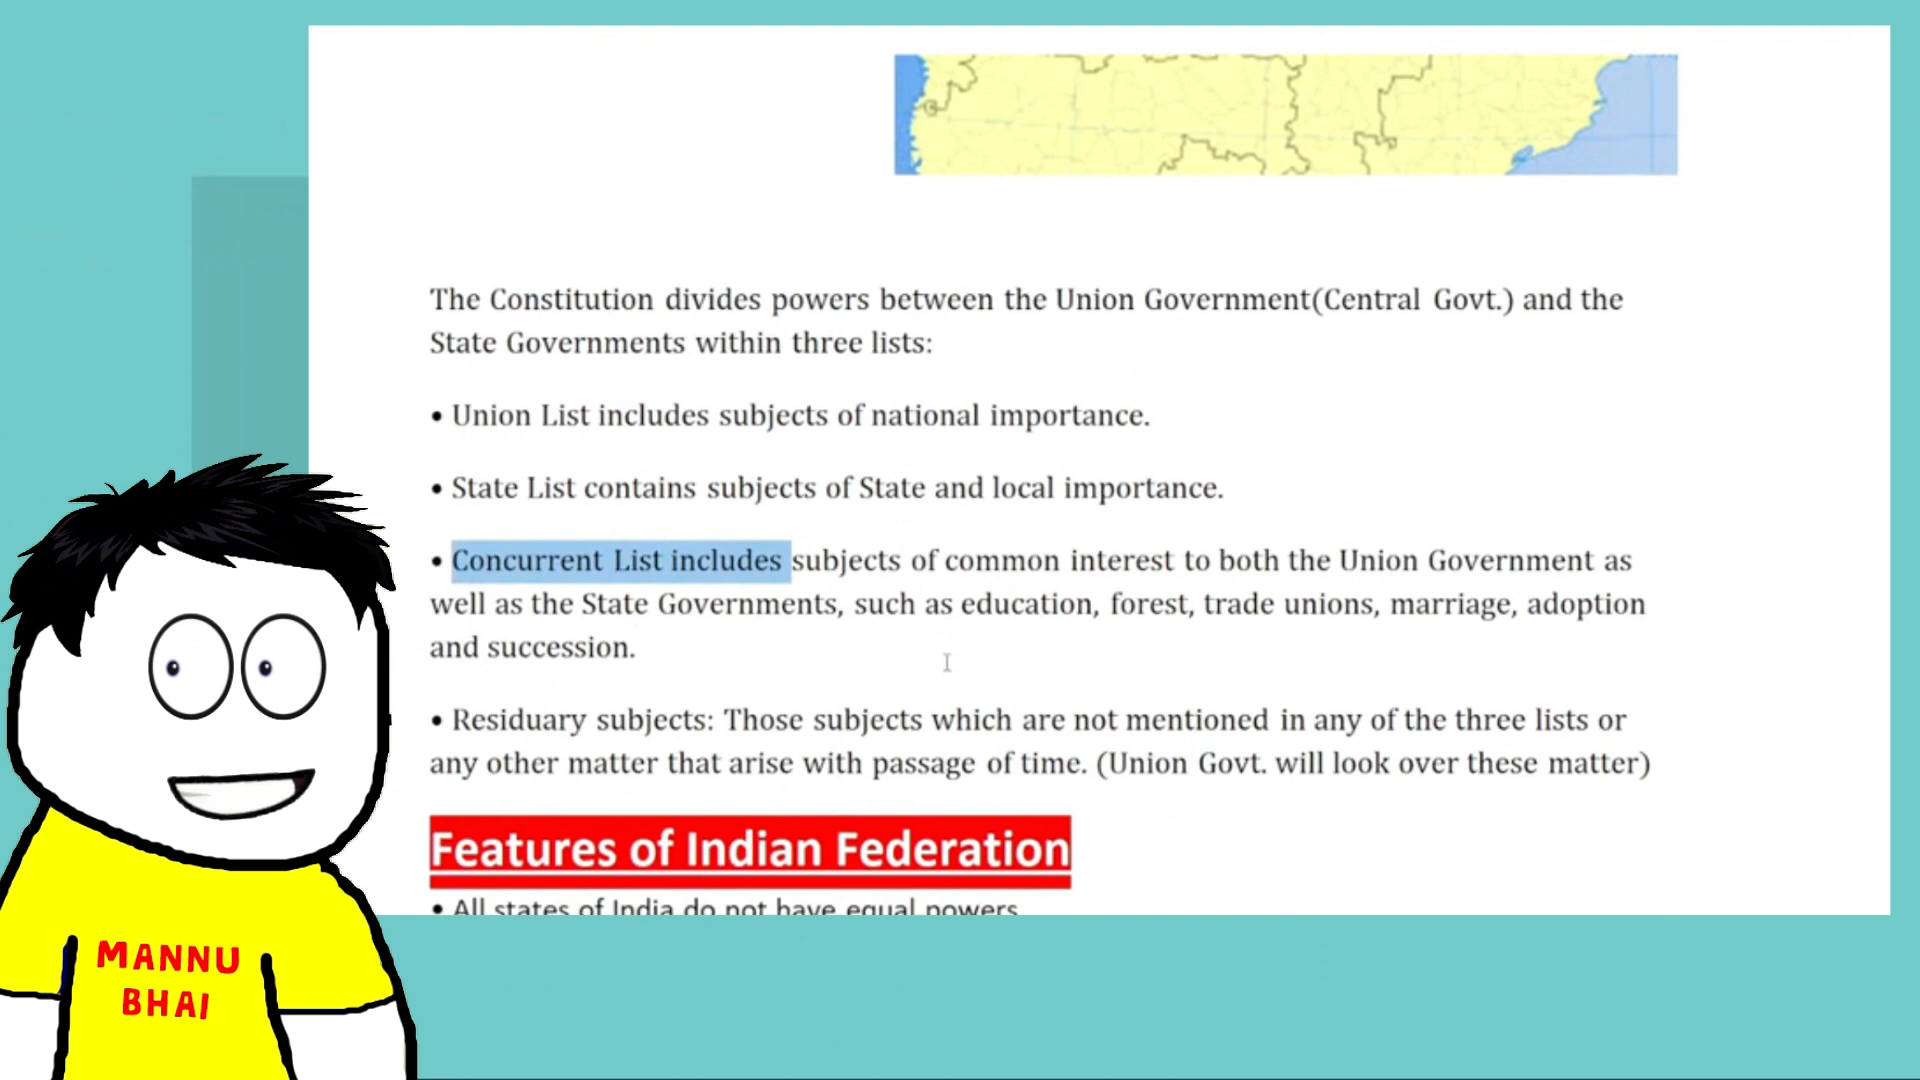 The Constitution divides powers between the Union Government(Central Govt.) and the
State Governments within three lists:
• Union List includes subjects of national importance.
• State List contains subjects of State and local importance.
• Concurrent List includes subjects of common interest to both the Union Government as
well as the State Governments, such as education, forest, trade unions, marriage, adoption
and succession.
• Residuary subjects: Those subjects which are not mentioned in any of the three lists or
any other matter that arise with passage of time. (Union Govt. will look over these matter)
Features of Indian Federation
• All states of India do not have equal powers
MANNU
BHAI